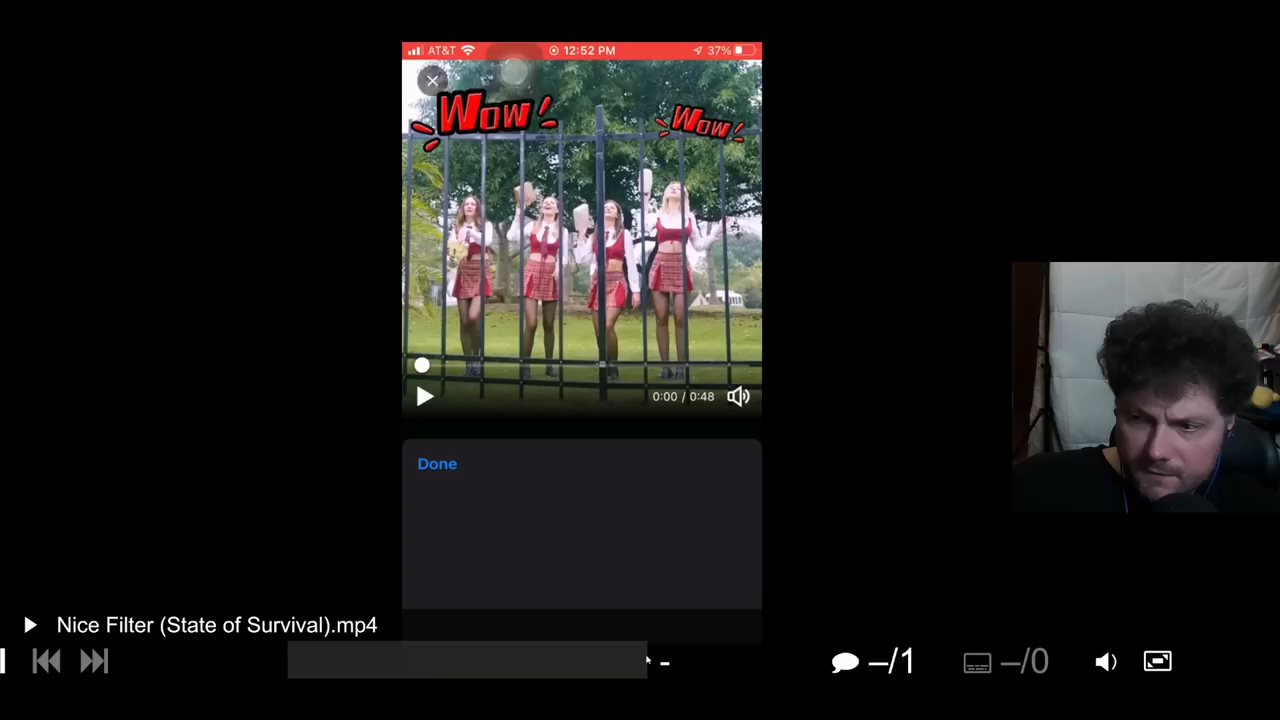 AT&T 12:52 PM 37%
WOW!
WOW!
0:00 / 0:48
Done
Nice Filter (State of Survival).mp4
-
–/1
–/0